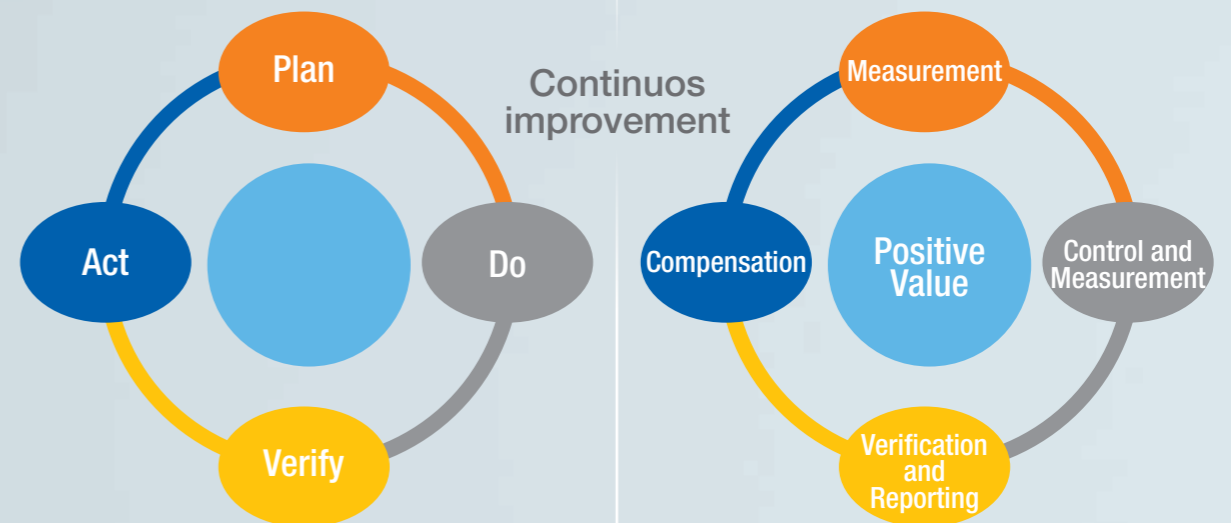 Plan
Do
Verify
Act
Continuos
improvement
Measurement
Control and
Measurement
Verification
and
Reporting
Compensation
Positive
Value